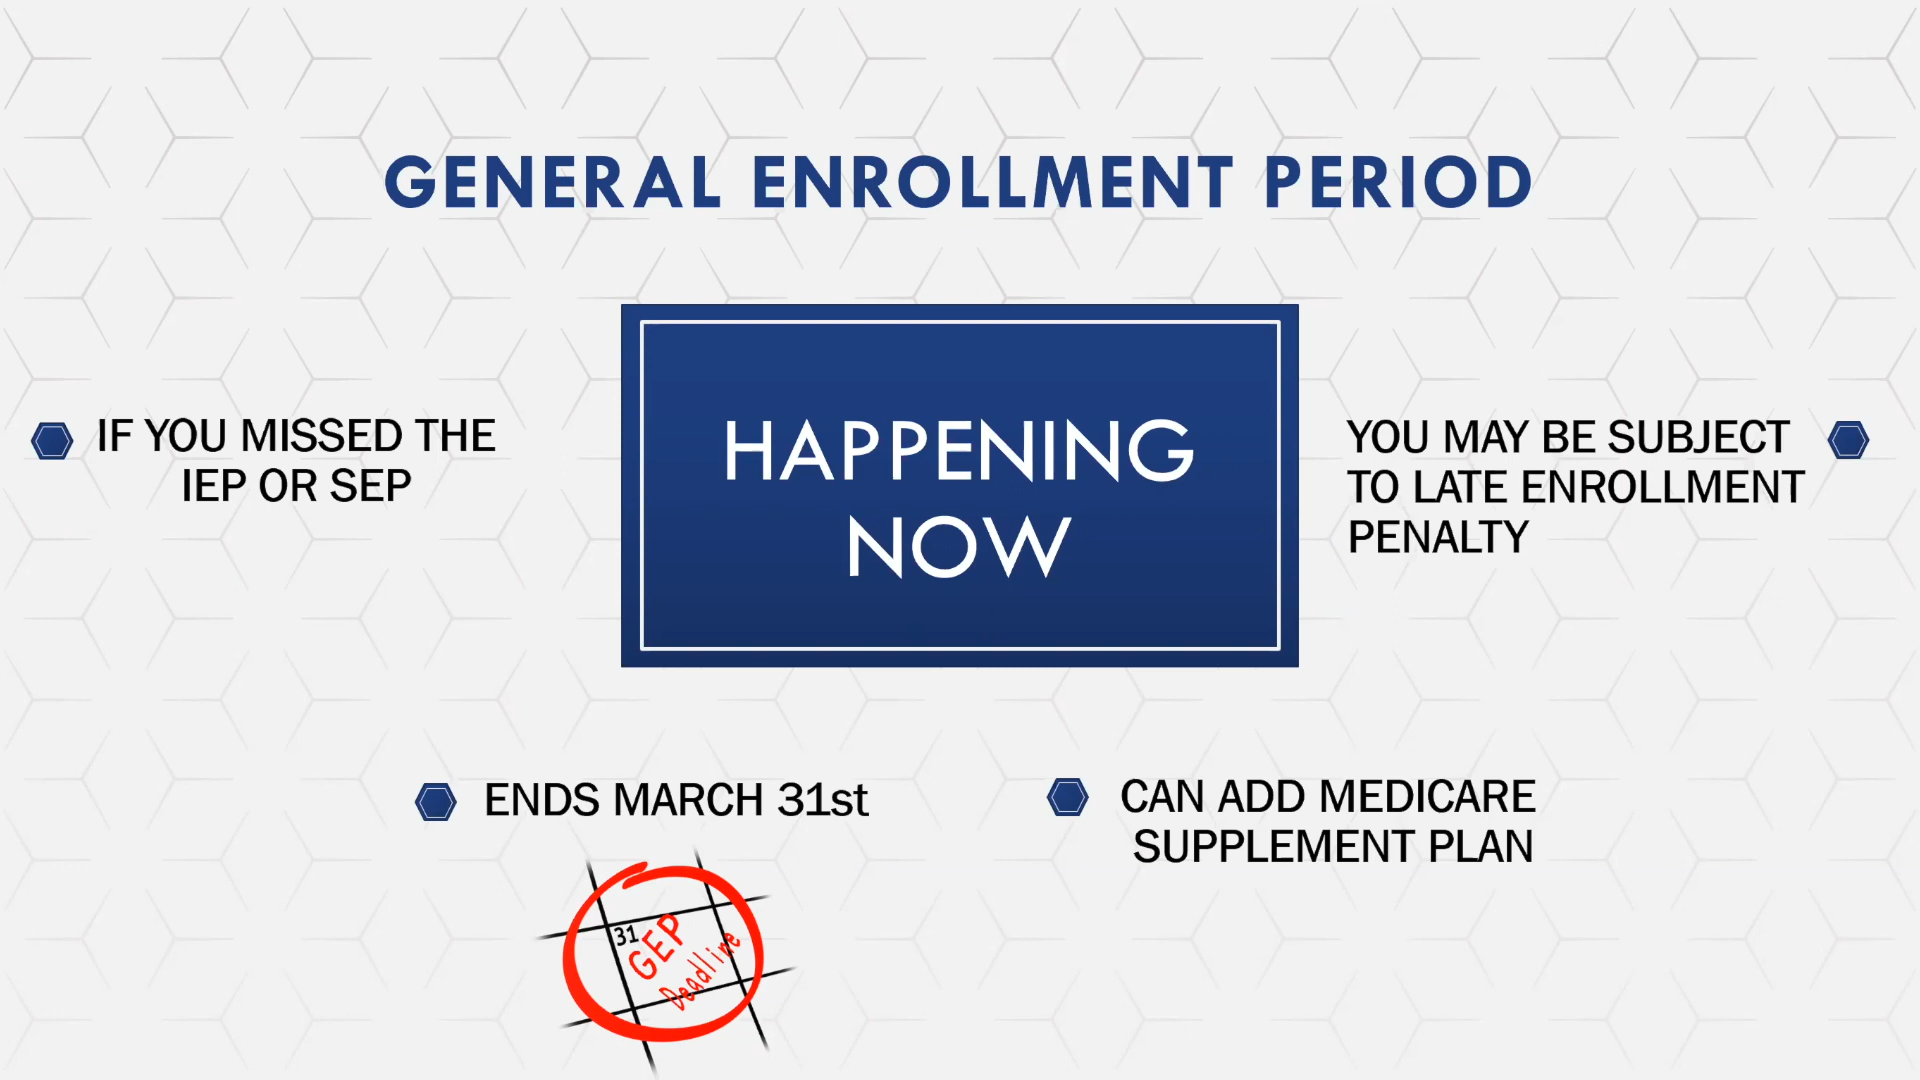 GENERAL ENROLLMENT PERIOD
HAPPENING
NOW
IF YOU MISSED THE
IEP OR SEP
YOU MAY BE SUBJECT
TO LATE ENROLLMENT
PENALTY
ENDS MARCH 31st
CAN ADD MEDICARE
SUPPLEMENT PLAN
31
GEP
Deadline